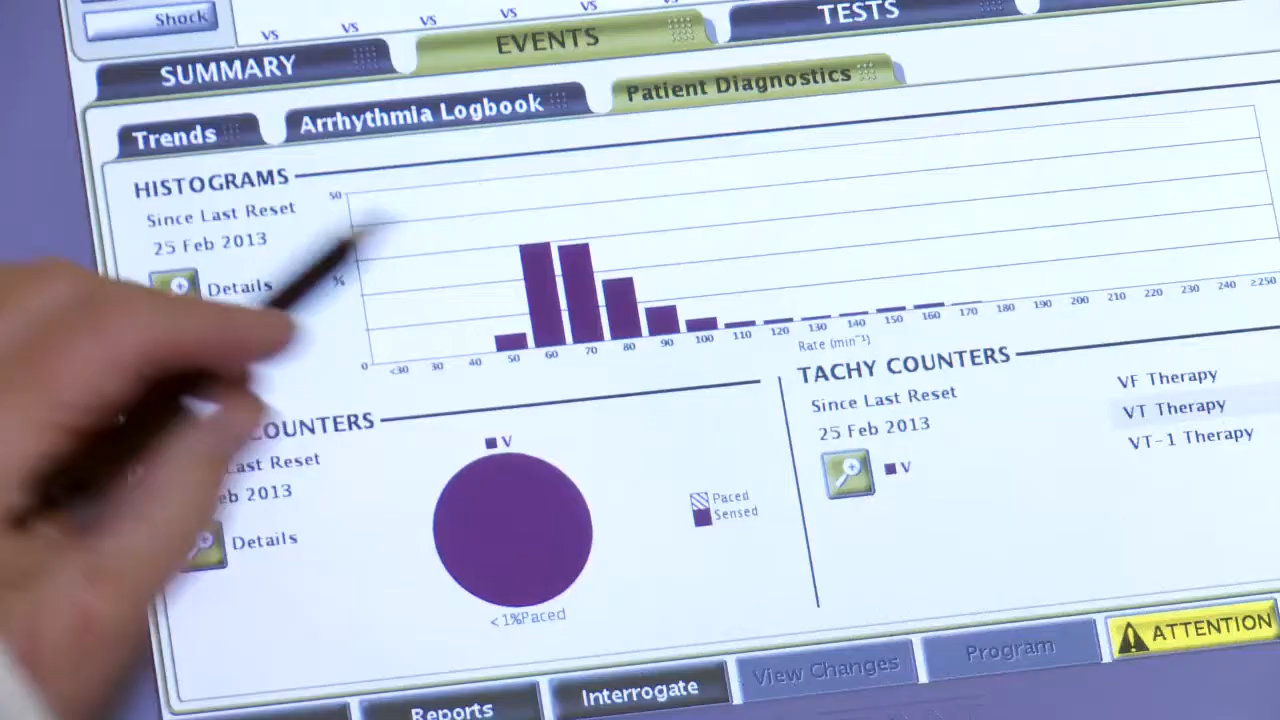 Shock
VS VS VS VS VS
SUMMARY
EVENTS
TESTS
Trends
Arrhythmia Logbook
Patient Diagnostics
HISTOGRAMS
Since Last Reset
25 Feb 2013
Details
50
%
0
<30 30 40 50 60 70 80 90 100 110 120 130 140 150 160 170 180 190 200 210 220 230 240 ≥250
Rate (min⁻¹)
COUNTERS
Last Reset
eb 2013
Details
V
Paced
Sensed
<1%Paced
TACHY COUNTERS
Since Last Reset
25 Feb 2013
V
VF Therapy
VT Therapy
VT-1 Therapy
Reports
Interrogate
View Changes
Program
ATTENTION